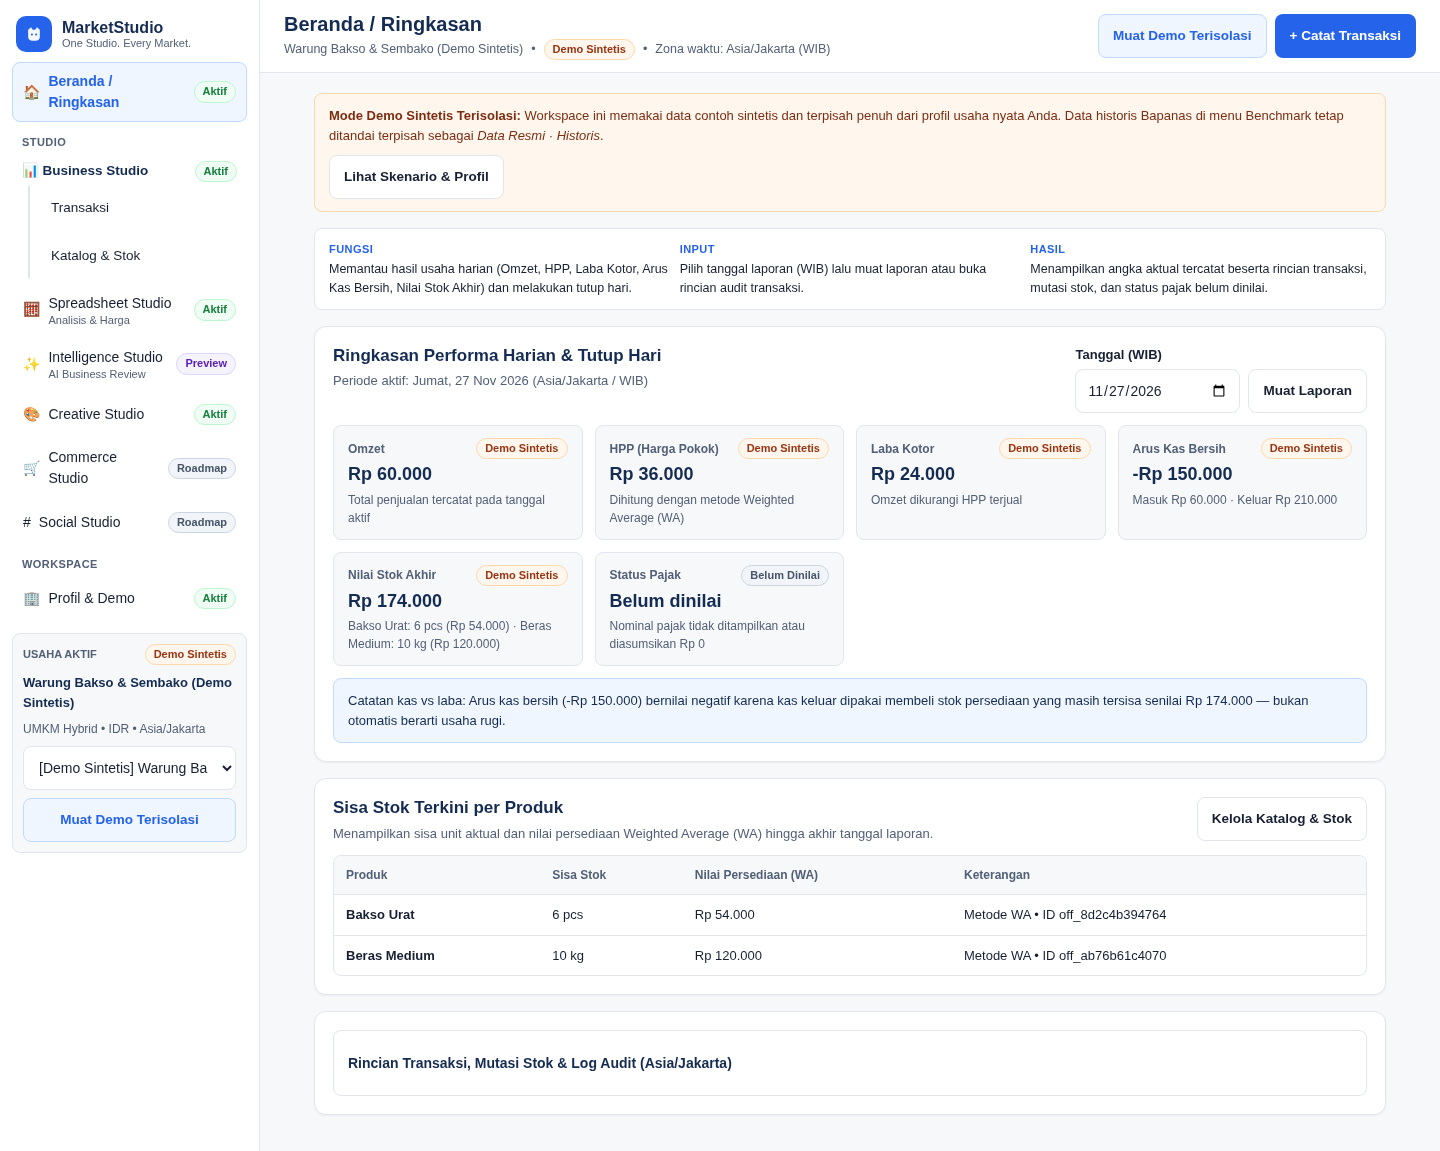 MarketStudio
One Studio. Every Market.
Beranda / Ringkasan
Aktif
STUDIO
Business Studio
Aktif
Transaksi
Katalog & Stok
Spreadsheet Studio
Analisis & Harga
Aktif
Intelligence Studio
AI Business Review
Preview
Creative Studio
Aktif
Commerce Studio
Roadmap
# Social Studio
Roadmap
WORKSPACE
Profil & Demo
Aktif
USAHA AKTIF
Demo Sintetis
Warung Bakso & Sembako (Demo Sintetis)
UMKM Hybrid • IDR • Asia/Jakarta
[Demo Sintetis] Warung Ba
Muat Demo Terisolasi
Beranda / Ringkasan
Warung Bakso & Sembako (Demo Sintetis) • Demo Sintetis • Zona waktu: Asia/Jakarta (WIB)
Muat Demo Terisolasi
+ Catat Transaksi
Mode Demo Sintetis Terisolasi: Workspace ini memakai data contoh sintetis dan terpisah penuh dari profil usaha nyata Anda. Data historis Bapanas di menu Benchmark tetap
ditandai terpisah sebagai Data Resmi · Historis.
Lihat Skenario & Profil
FUNGSI
Memantau hasil usaha harian (Omzet, HPP, Laba Kotor, Arus
Kas Bersih, Nilai Stok Akhir) dan melakukan tutup hari.
INPUT
Pilih tanggal laporan (WIB) lalu muat laporan atau buka
rincian audit transaksi.
HASIL
Menampilkan angka aktual tercatat beserta rincian transaksi,
mutasi stok, dan status pajak belum dinilai.
Ringkasan Performa Harian & Tutup Hari
Periode aktif: Jumat, 27 Nov 2026 (Asia/Jakarta / WIB)
Tanggal (WIB)
11/27/2026
Muat Laporan
Omzet
Demo Sintetis
Rp 60.000
Total penjualan tercatat pada tanggal
aktif
HPP (Harga Pokok)
Demo Sintetis
Rp 36.000
Dihitung dengan metode Weighted
Average (WA)
Laba Kotor
Demo Sintetis
Rp 24.000
Omzet dikurangi HPP terjual
Arus Kas Bersih
Demo Sintetis
-Rp 150.000
Masuk Rp 60.000 · Keluar Rp 210.000
Nilai Stok Akhir
Demo Sintetis
Rp 174.000
Bakso Urat: 6 pcs (Rp 54.000) · Beras
Medium: 10 kg (Rp 120.000)
Status Pajak
Belum Dinilai
Belum dinilai
Nominal pajak tidak ditampilkan atau
diasumsikan Rp 0
Catatan kas vs laba: Arus kas bersih (-Rp 150.000) bernilai negatif karena kas keluar dipakai membeli stok persediaan yang masih tersisa senilai Rp 174.000 — bukan
otomatis berarti usaha rugi.
Sisa Stok Terkini per Produk
Menampilkan sisa unit aktual dan nilai persediaan Weighted Average (WA) hingga akhir tanggal laporan.
Kelola Katalog & Stok
Produk Sisa Stok Nilai Persediaan (WA) Keterangan
Bakso Urat 6 pcs Rp 54.000 Metode WA • ID off_8d2c4b394764
Beras Medium 10 kg Rp 120.000 Metode WA • ID off_ab76b61c4070
Rincian Transaksi, Mutasi Stok & Log Audit (Asia/Jakarta)